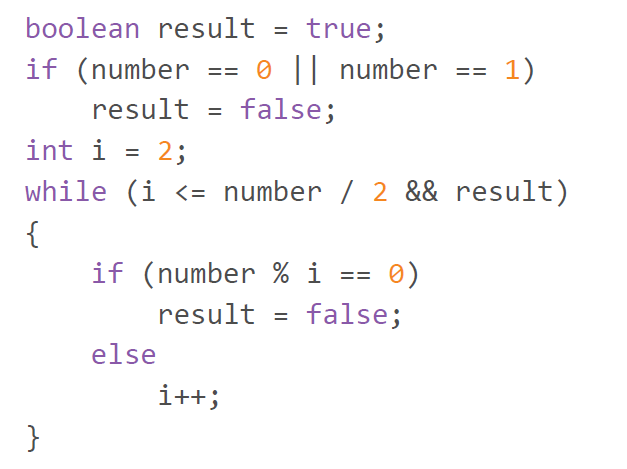 boolean result = true;
if (number == 0 || number == 1)
    result = false;
int i = 2;
while (i <= number / 2 && result)
{
    if (number % i == 0)
        result = false;
    else
        i++;
}